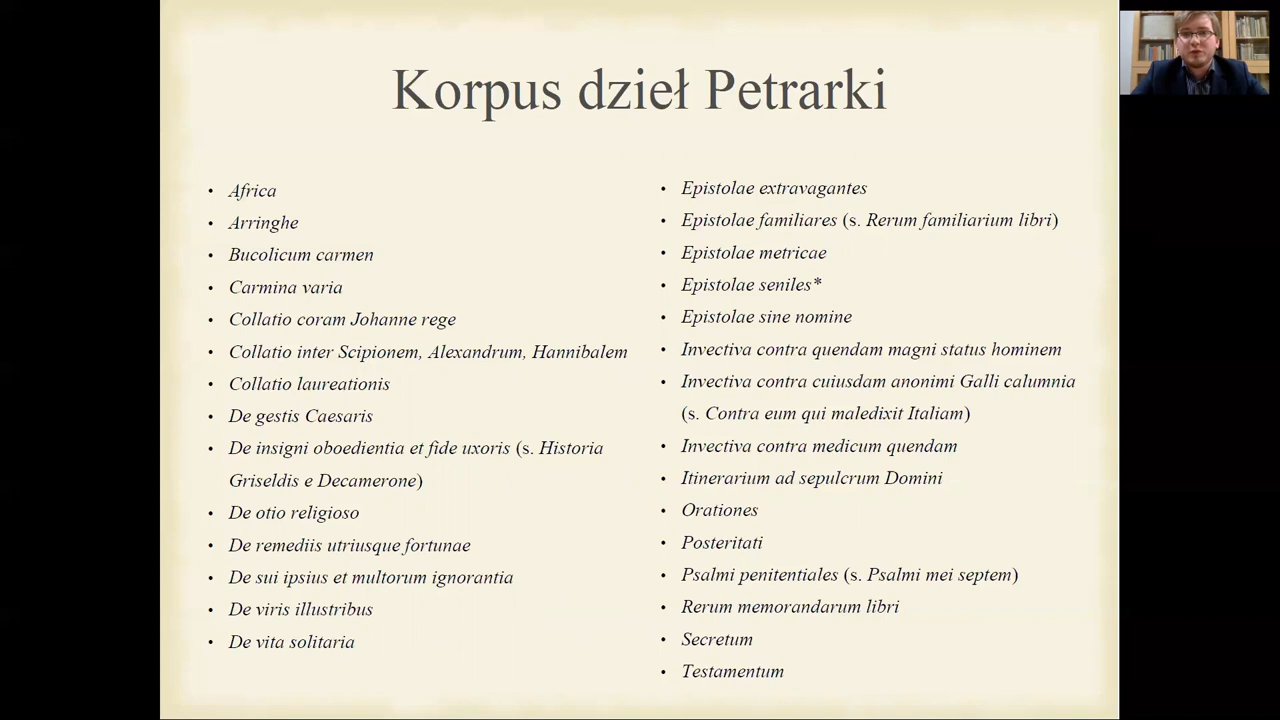 Korpus dzieł Petrarki
• Africa
• Arringhe
• Bucolicum carmen
• Carmina varia
• Collatio coram Johanne rege
• Collatio inter Scipionem, Alexandrum, Hannibalem
• Collatio laureationis
• De gestis Caesaris
• De insigni oboedientia et fide uxoris (s. Historia
Griseldis e Decamerone)
• De otio religioso
• De remediis utriusque fortunae
• De sui ipsius et multorum ignorantia
• De viris illustribus
• De vita solitaria
• Epistolae extravagantes
• Epistolae familiares (s. Rerum familiarium libri)
• Epistolae metricae
• Epistolae seniles*
• Epistolae sine nomine
• Invectiva contra quendam magni status hominem
• Invectiva contra cuiusdam anonimi Galli calumnia
(s. Contra eum qui maledixit Italiam)
• Invectiva contra medicum quendam
• Itinerarium ad sepulcrum Domini
• Orationes
• Posteritati
• Psalmi penitentiales (s. Psalmi mei septem)
• Rerum memorandarum libri
• Secretum
• Testamentum